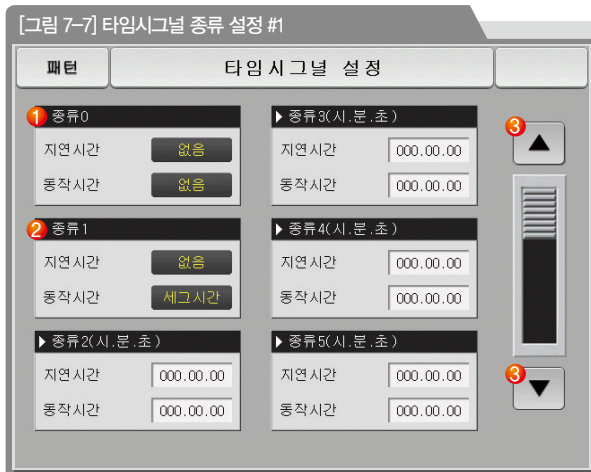 [그림 7-7] 타임시그널 종류 설정 #1
패턴
타임시그널 설정
1 종류0
지연시간 없음
동작시간 없음
2 종류1
지연시간 없음
동작시간 세그시간
▶ 종류2(시.분.초)
지연시간 000.00.00
동작시간 000.00.00
▶ 종류3(시.분.초)
지연시간 000.00.00
동작시간 000.00.00
▶ 종류4(시.분.초)
지연시간 000.00.00
동작시간 000.00.00
▶ 종류5(시.분.초)
지연시간 000.00.00
동작시간 000.00.00
3 ▲
3 ▼